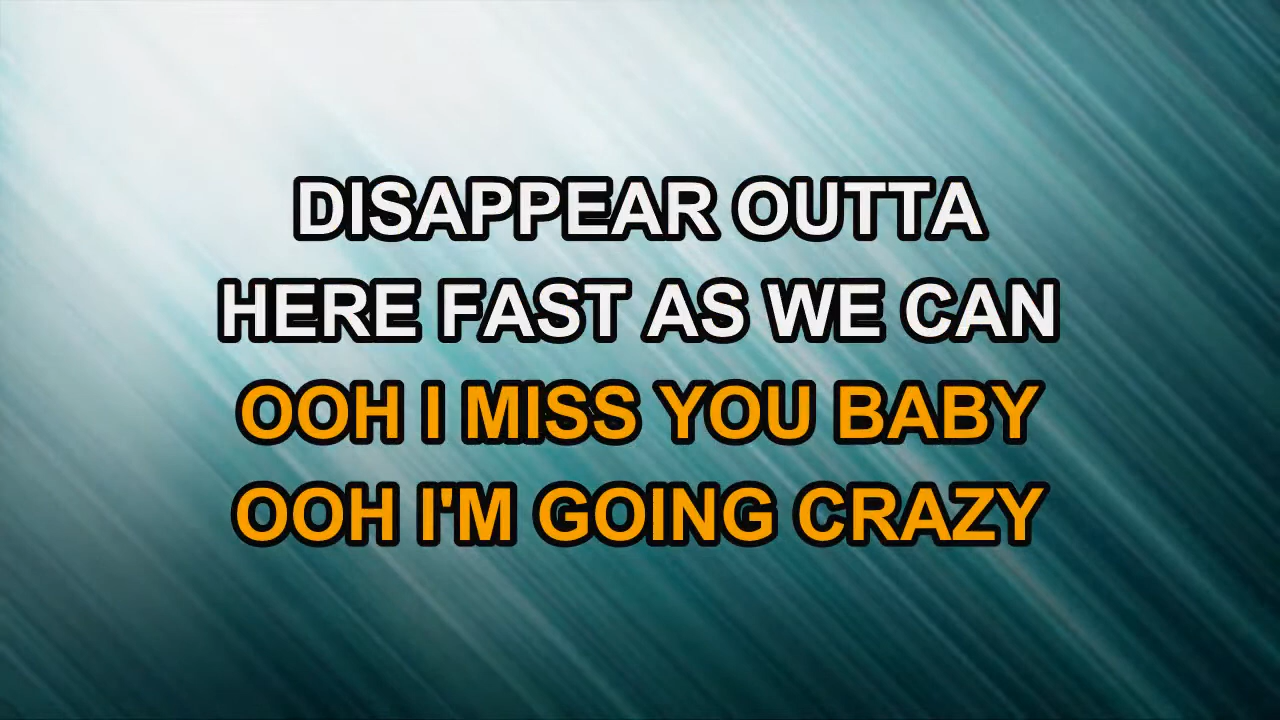 DISAPPEAR OUTTA
HERE FAST AS WE CAN
OOH I MISS YOU BABY
OOH I'M GOING CRAZY